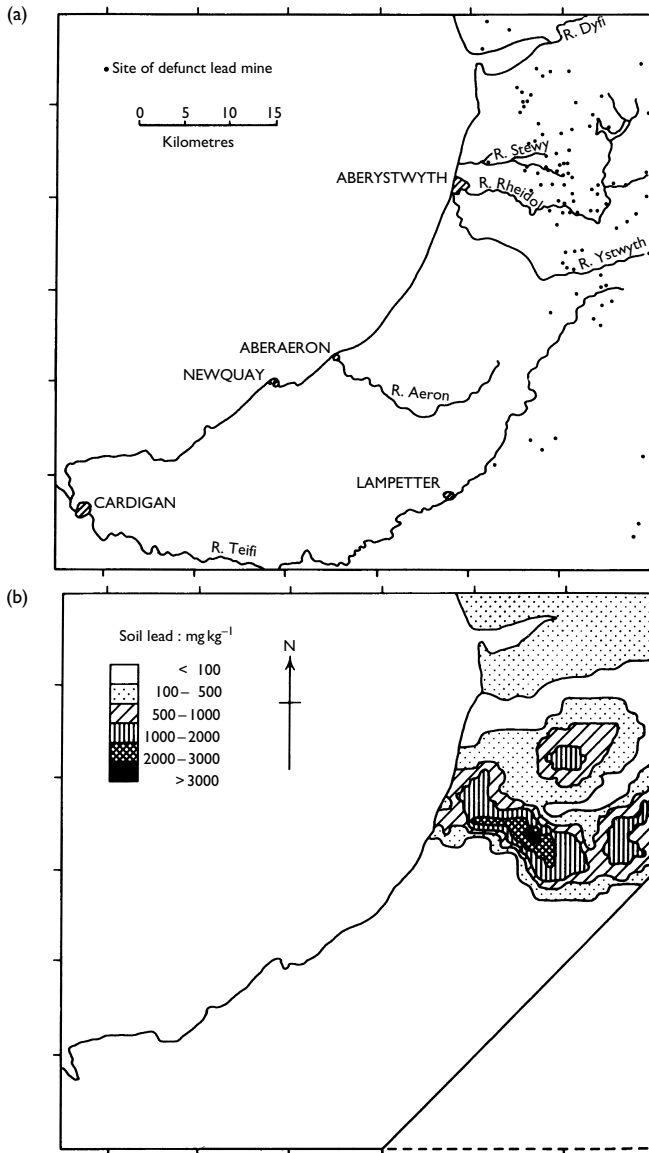 (a)
R. Dyfi
• Site of defunct lead mine
0 5 10 15
Kilometres
R. Stewy
ABERYSTWYTH
R. Rheidol
R. Ystwyth
ABERAERON
NEWQUAY
R. Aeron
LAMPETTER
CARDIGAN
R. Teifi
(b)
Soil lead : mg kg⁻¹
N
< 100
100 – 500
500 – 1000
1000 – 2000
2000 – 3000
> 3000